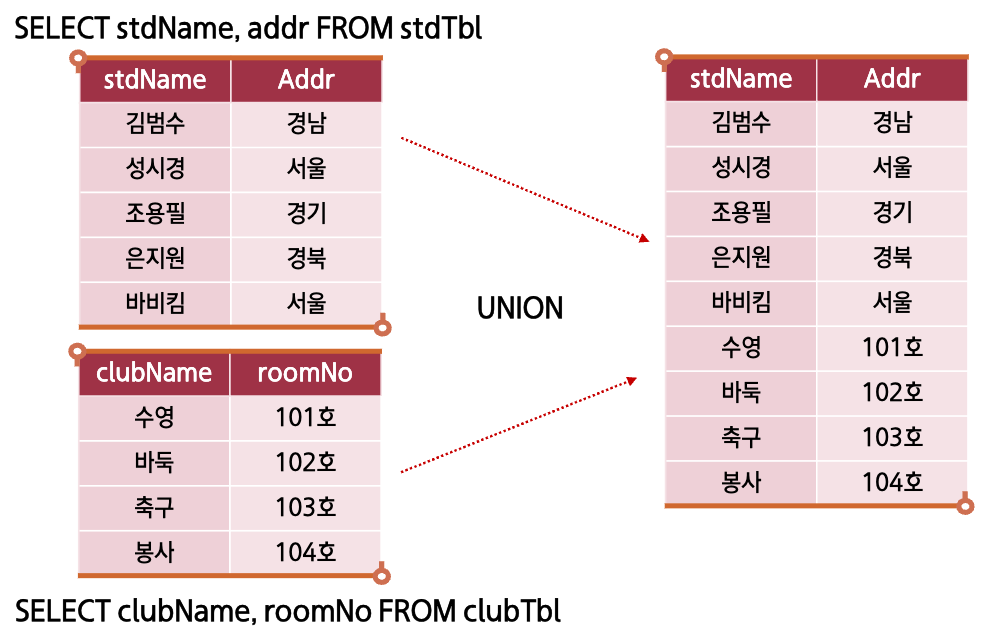 SELECT stdName, addr FROM stdTbl
stdName Addr
김범수 경남
성시경 서울
조용필 경기
은지원 경북
바비킴 서울
clubName roomNo
수영 101호
바둑 102호
축구 103호
봉사 104호
SELECT clubName, roomNo FROM clubTbl
UNION
stdName Addr
김범수 경남
성시경 서울
조용필 경기
은지원 경북
바비킴 서울
수영 101호
바둑 102호
축구 103호
봉사 104호